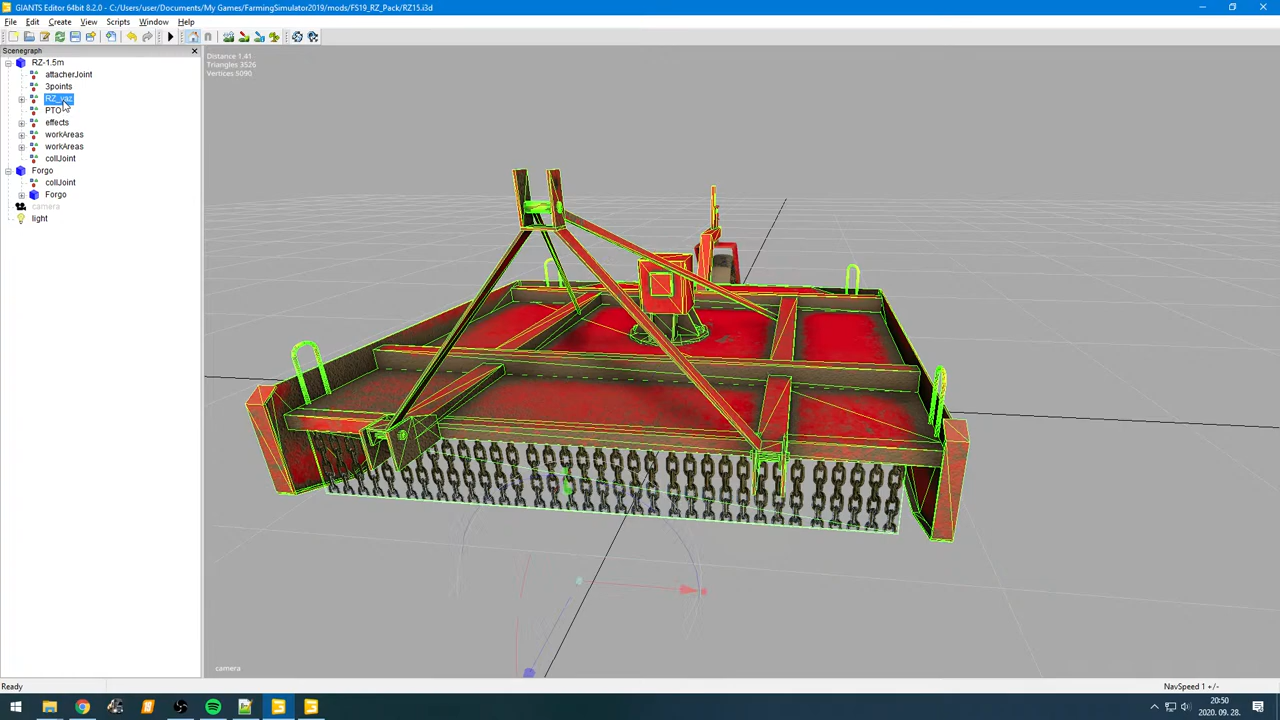 GIANTS Editor 64bit 8.2.0 - C:/Users/user/Documents/My Games/FarmingSimulator2019/mods/FS19_RZ_Pack/RZ15.i3d
File Edit Create View Scripts Window Help
Scenegraph
RZ-1.5m
attacherJoint
3points
RZ_vaz
PTO
effects
workAreas
workAreas
collJoint
Forgo
collJoint
Forgo
camera
light
Distance 1.41
Triangles 3526
Vertices 5090
camera
Ready
NavSpeed 1 +/-
20:50
2020. 09. 28.